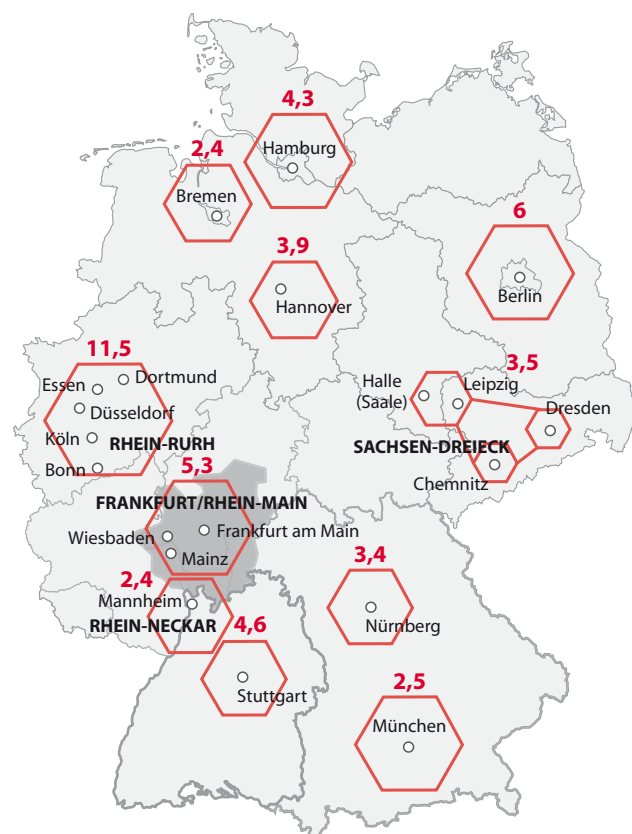 4,3
Hamburg
2,4
Bremen
6
Berlin
3,9
Hannover
11,5
Essen
Dortmund
Düsseldorf
Köln
RHEIN-RURH
Bonn
3,5
Halle
(Saale)
Leipzig
Dresden
SACHSEN-DREIECK
Chemnitz
5,3
FRANKFURT/RHEIN-MAIN
Wiesbaden
Frankfurt am Main
Mainz
2,4
Mannheim
RHEIN-NECKAR
3,4
Nürnberg
4,6
Stuttgart
2,5
München